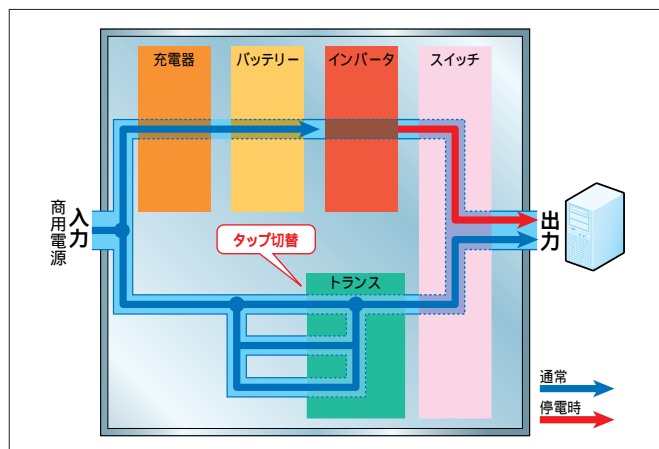 充電器
バッテリー
インバータ
スイッチ
商用電源
入力
出力
タップ切替
トランス
通常
停電時